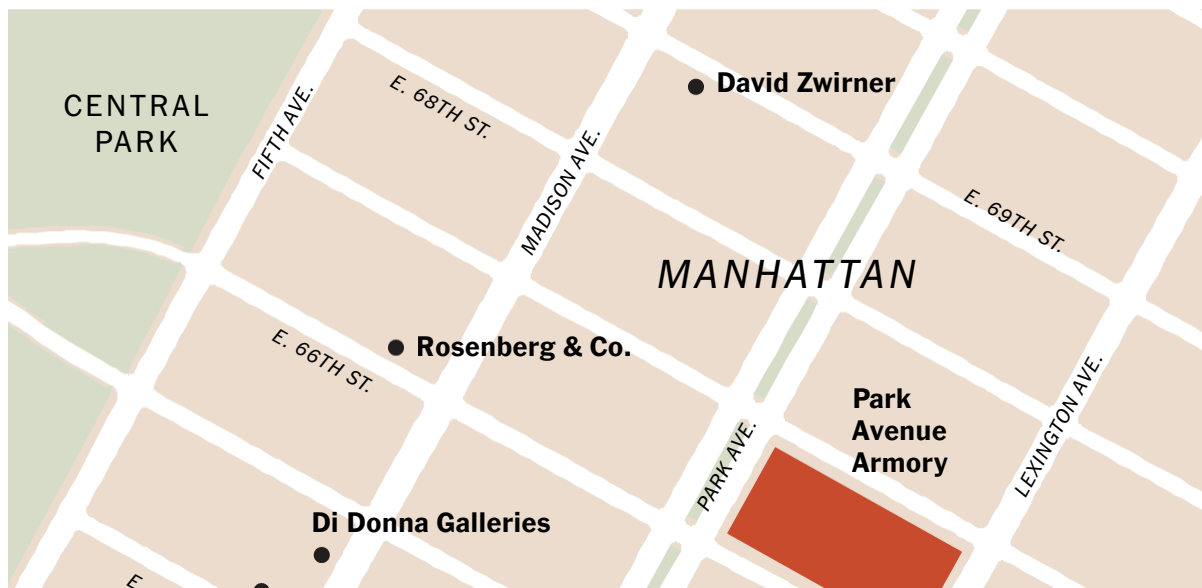 David Zwirner
E. 68TH ST.
CENTRAL
PARK
FIFTH AVE.
MADISON AVE.
E. 69TH ST.
MANHATTAN
E. 66TH ST.
Rosenberg & Co.
Park
Avenue
Armory
LEXINGTON AVE.
PARK AVE.
Di Donna Galleries
E.